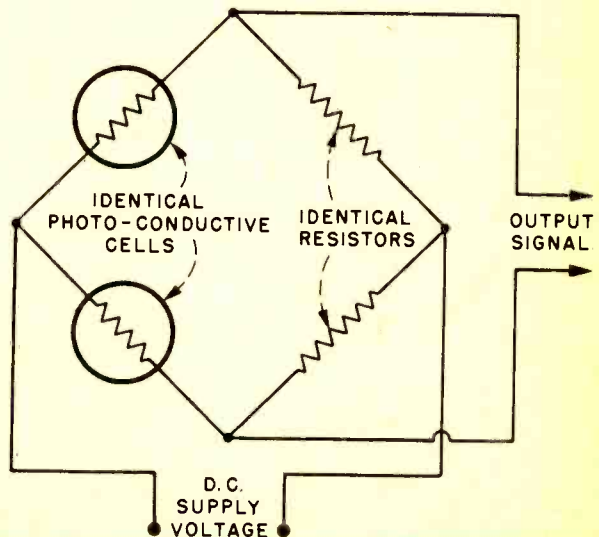 IDENTICAL
PHOTO-CONDUCTIVE
CELLS
IDENTICAL
RESISTORS
OUTPUT
SIGNAL
D.C.
SUPPLY
VOLTAGE